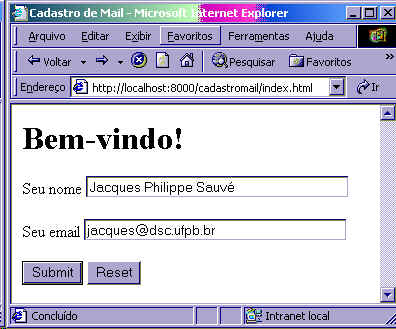 Cadastro de Mail - Microsoft Internet Explorer
Arquivo Editar Exibir Favoritos Ferramentas Ajuda
Voltar Pesquisar Favoritos
Endereço http://localhost:8000/cadastromail/index.html Ir
Bem-vindo!
Seu nome Jacques Philippe Sauvé
Seu email jacques@dsc.ufpb.br
Submit Reset
Concluído Intranet local